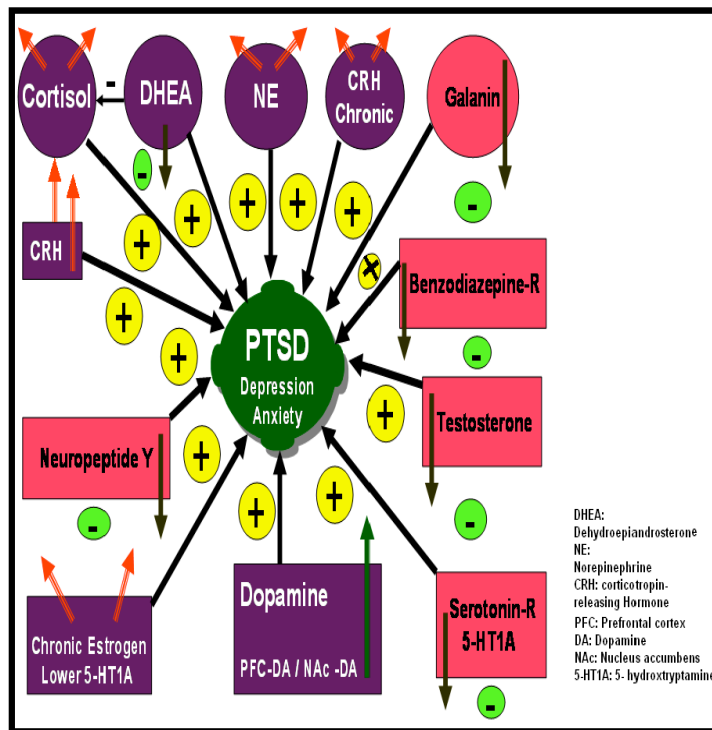 Cortisol
-
DHEA
NE
CRH
Chronic
Galanin
-
+
+
+
+
+
-
+
CRH
Benzodiazepine-R
+
+
PTSD
Depression
Anxiety
-
Testosterone
+
Neuropeptide Y
-
+
+
+
-
Chronic Estrogen
Lower 5-HT1A
Dopamine
PFC-DA / NAc -DA
Serotonin-R
5-HT1A
-
DHEA:
Dehydroepiandrosterone
NE:
Norepinephrine
CRH: corticotropin-
releasing Hormone
PFC: Prefrontal cortex
DA: Dopamine
NAc: Nucleus accumbens
5-HT1A: 5- hydroxtryptamine